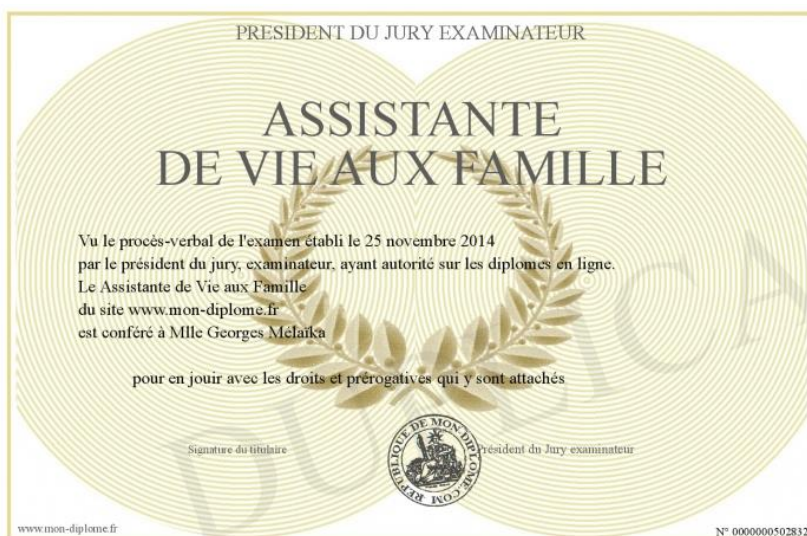 PRESIDENT DU JURY EXAMINATEUR
ASSISTANTE
DE VIE AUX FAMILLE
Vu le procès-verbal de l'examen établi le 25 novembre 2014
par le président du jury, examinateur, ayant autorité sur les diplomes en ligne.
Le Assistante de Vie aux Famille
du site www.mon-diplome.fr
est conféré à Mlle Georges Mélaïka
pour en jouir avec les droits et prérogatives qui y sont attachés
Signature du titulaire
Président du Jury examinateur
REPUBLIQUE DE MON-DIPLOME.COM
DUPLICA
www.mon-diplome.fr
N° 0000000502832